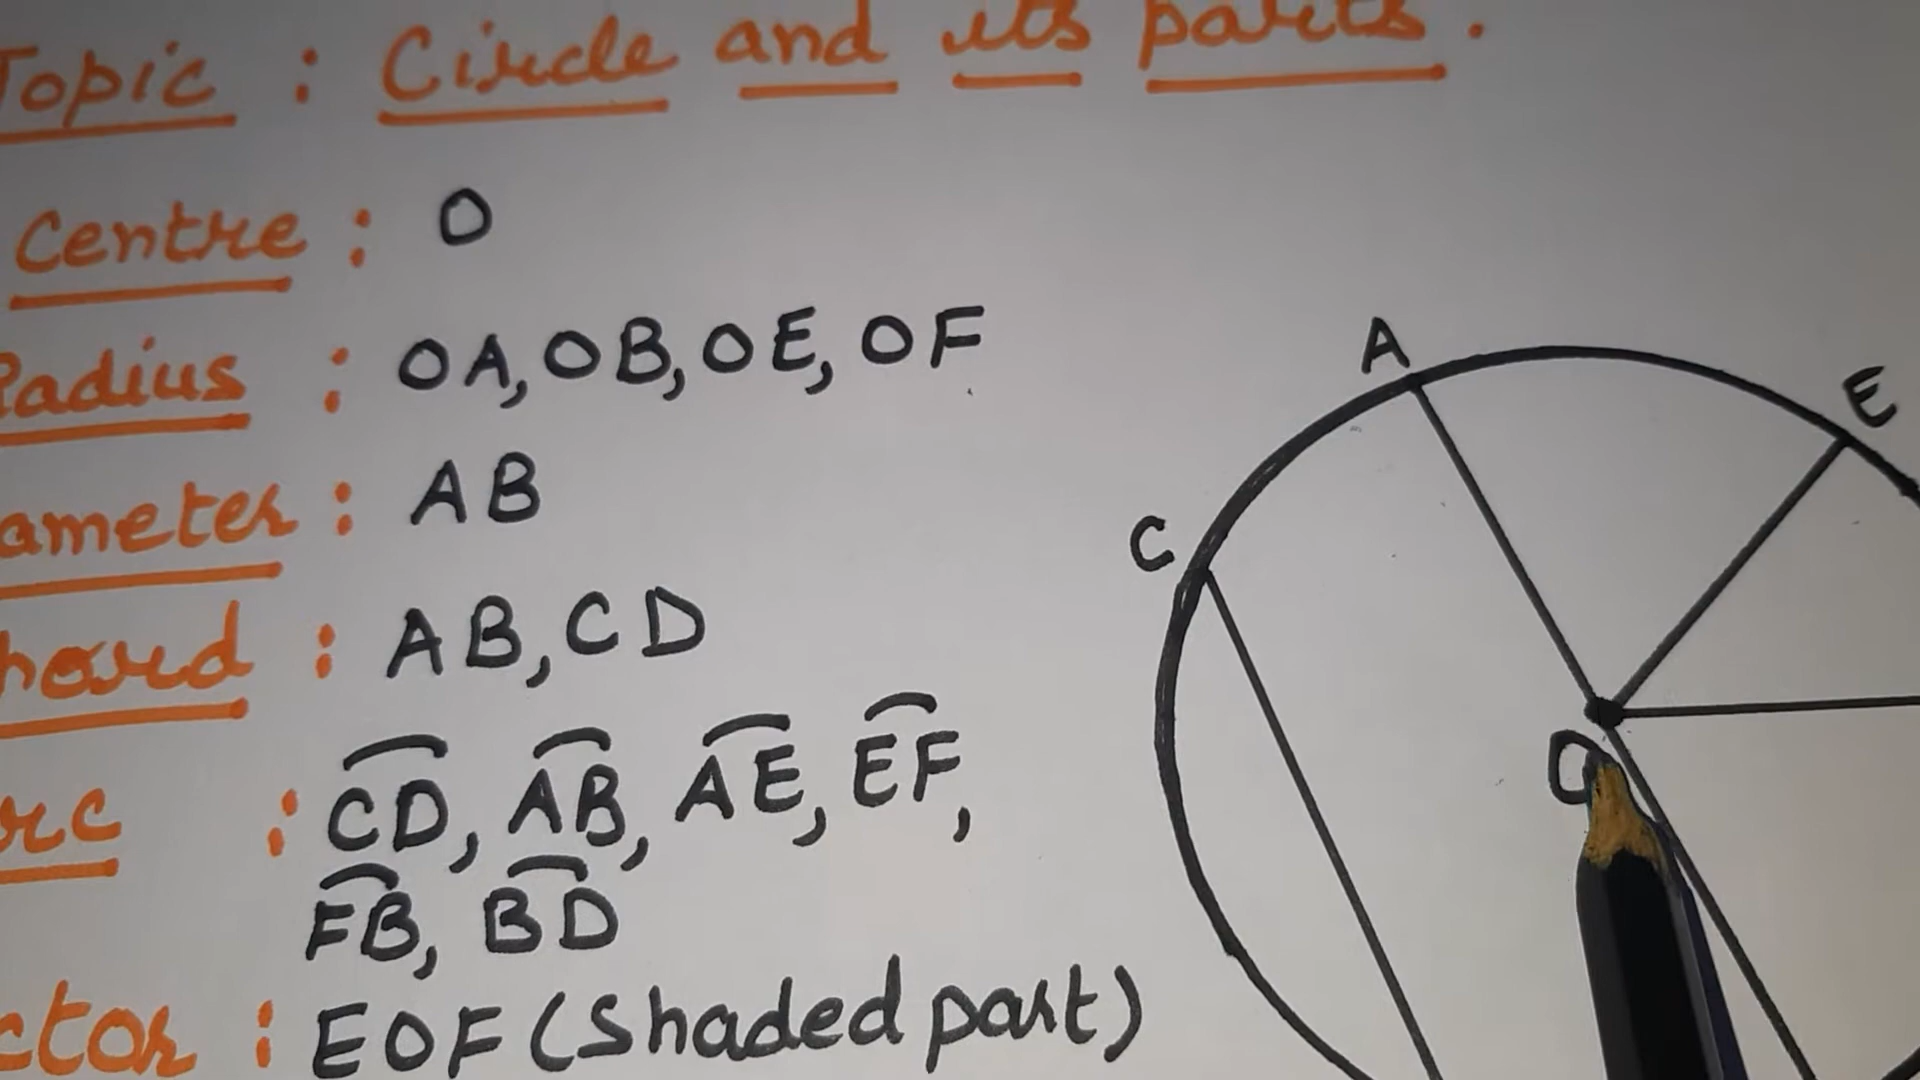 Topic : Circle and its parts.
Centre : O
Radius : OA, OB, OE, OF
ameter : AB
hord : AB, CD
rc : CD, AB, AE, EF,
FB, BD
ctor : EOF (Shaded part)
A
E
C
O